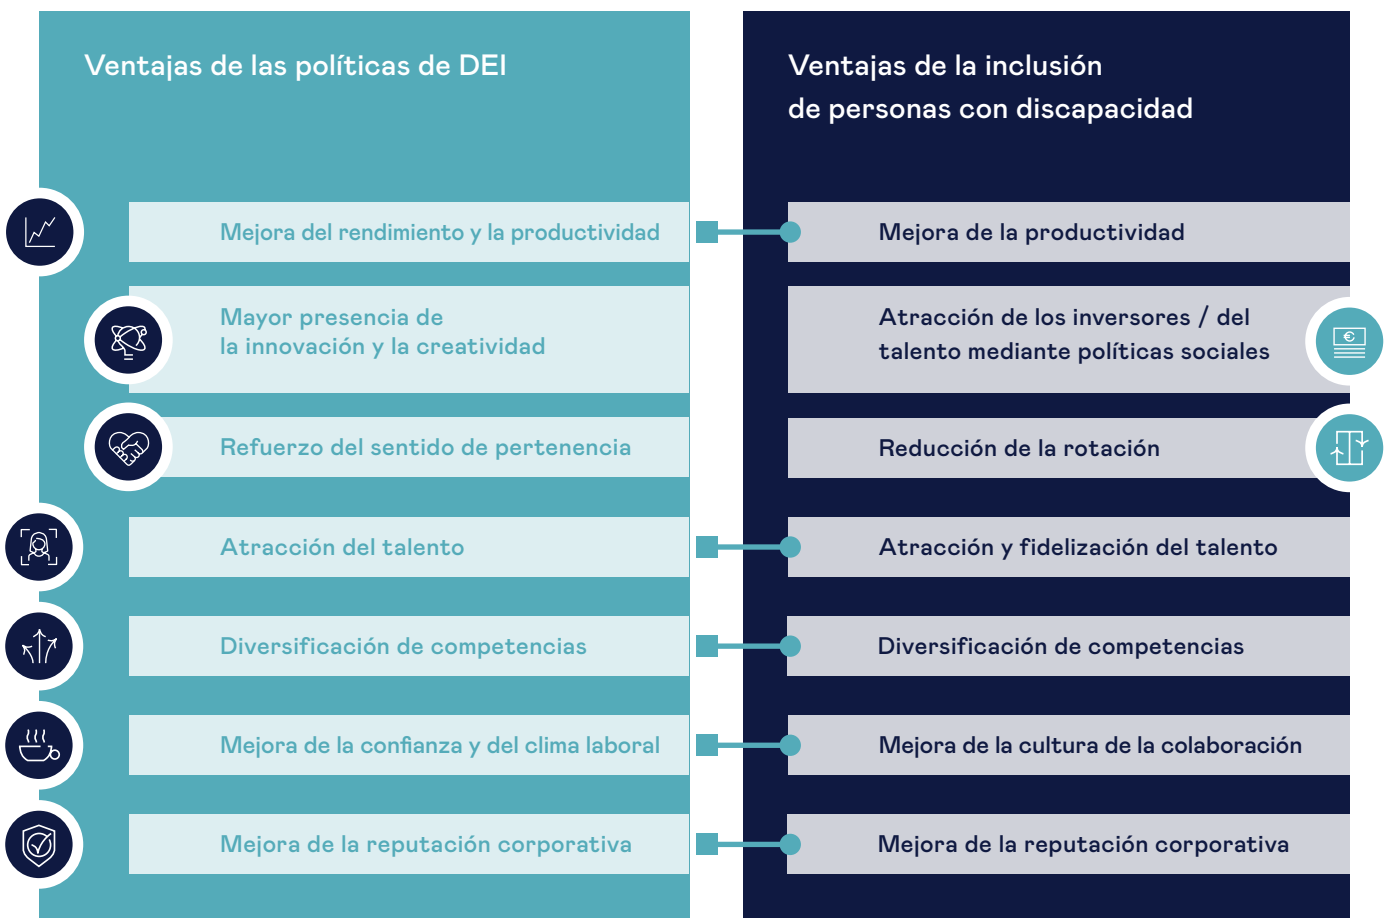 Ventajas de las políticas de DEI
Mejora del rendimiento y la productividad
Mayor presencia de
la innovación y la creatividad
Refuerzo del sentido de pertenencia
Atracción del talento
Diversificación de competencias
Mejora de la confianza y del clima laboral
Mejora de la reputación corporativa
Ventajas de la inclusión
de personas con discapacidad
Mejora de la productividad
Atracción de los inversores / del
talento mediante políticas sociales
€
Reducción de la rotación
Atracción y fidelización del talento
Diversificación de competencias
Mejora de la cultura de la colaboración
Mejora de la reputación corporativa